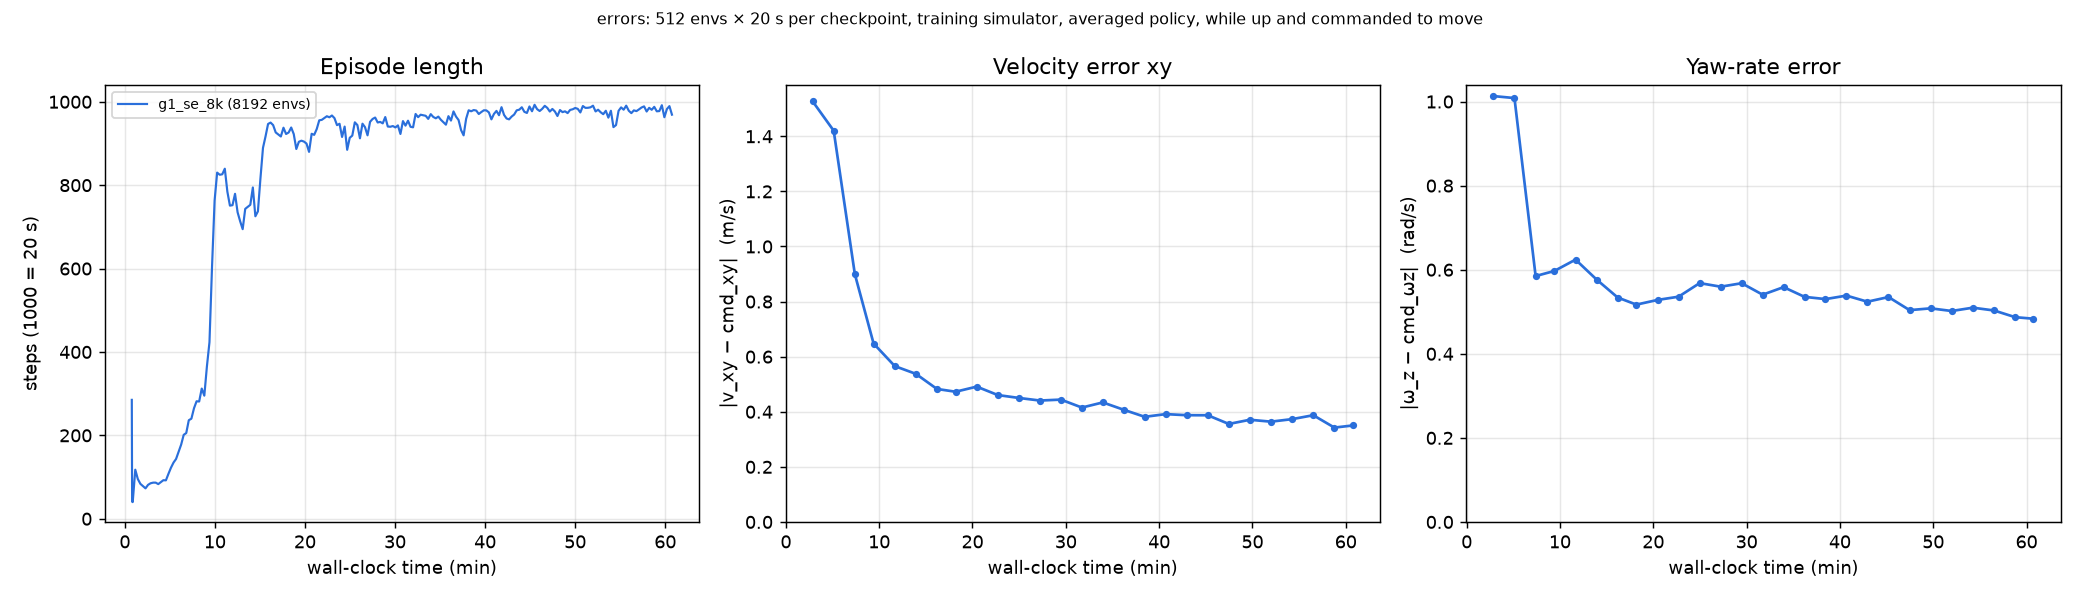 errors: 512 envs × 20 s per checkpoint, training simulator, averaged policy, while up and commanded to move
Episode length
steps (1000 = 20 s)
1000
800
600
400
200
0
g1_se_8k (8192 envs)
0 10 20 30 40 50 60
wall-clock time (min)
Velocity error xy
|v_xy − cmd_xy| (m/s)
1.4
1.2
1.0
0.8
0.6
0.4
0.2
0.0
0 10 20 30 40 50 60
wall-clock time (min)
Yaw-rate error
|ω_z − cmd_ωz| (rad/s)
1.0
0.8
0.6
0.4
0.2
0.0
0 10 20 30 40 50 60
wall-clock time (min)